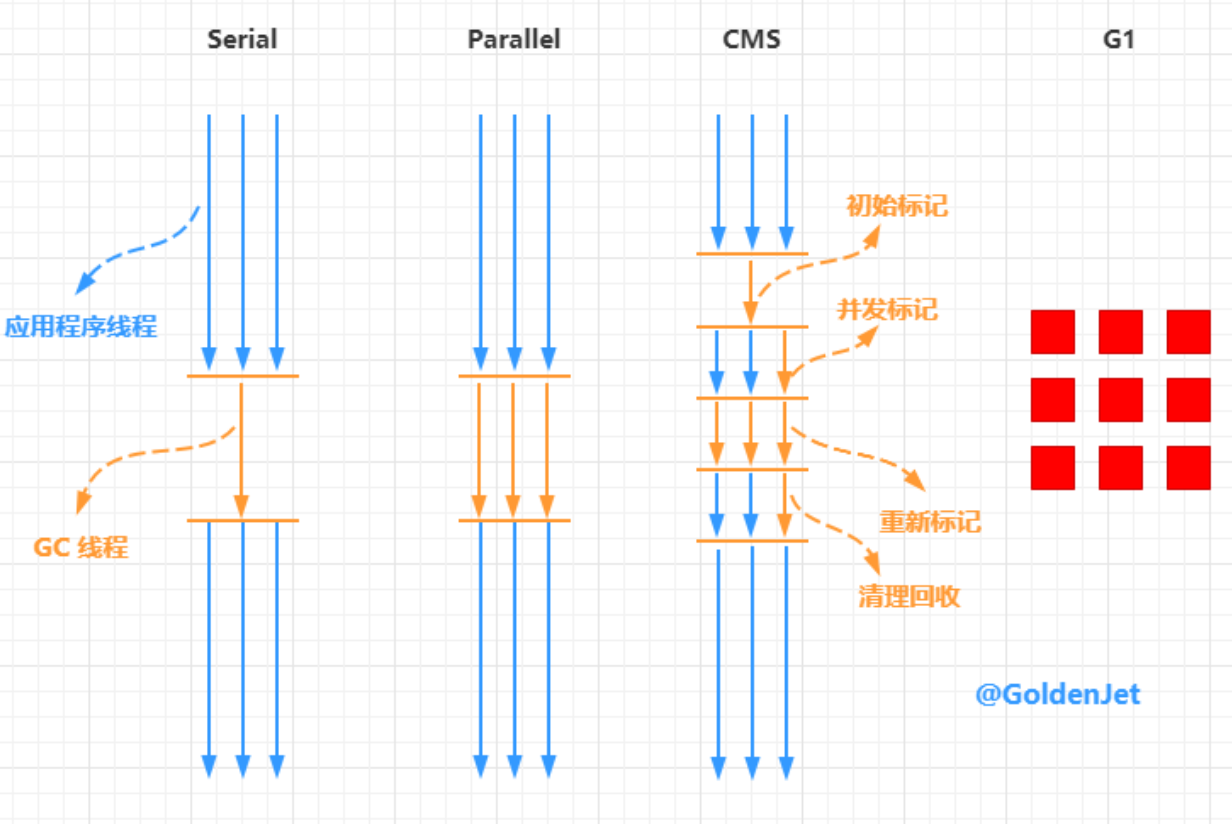 Serial
Parallel
CMS
G1
初始标记
并发标记
应用程序线程
重新标记
GC 线程
清理回收
@GoldenJet